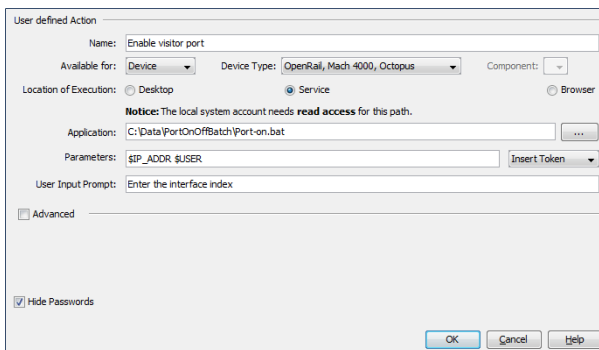 User defined Action
Name: Enable visitor port
Available for: Device Device Type: OpenRail, Mach 4000, Octopus Component:
Location of Execution: Desktop Service Browser
Notice: The local system account needs read access for this path.
Application: C:\Data\PortOnOffBatch\Port-on.bat ...
Parameters: $IP_ADDR $USER Insert Token
User Input Prompt: Enter the interface index
Advanced
Hide Passwords
OK Cancel Help